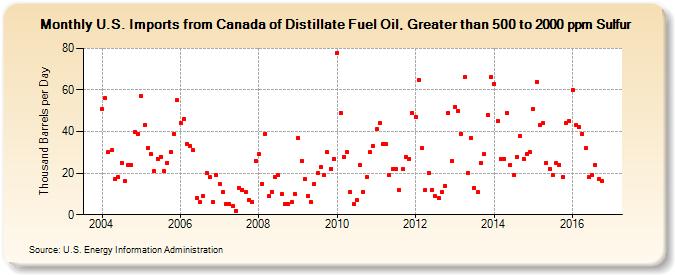 Monthly U.S. Imports from Canada of Distillate Fuel Oil, Greater than 500 to 2000 ppm Sulfur
Thousand Barrels per Day
80
60
40
20
0
2004 2006 2008 2010 2012 2014 2016
Source: U.S. Energy Information Administration